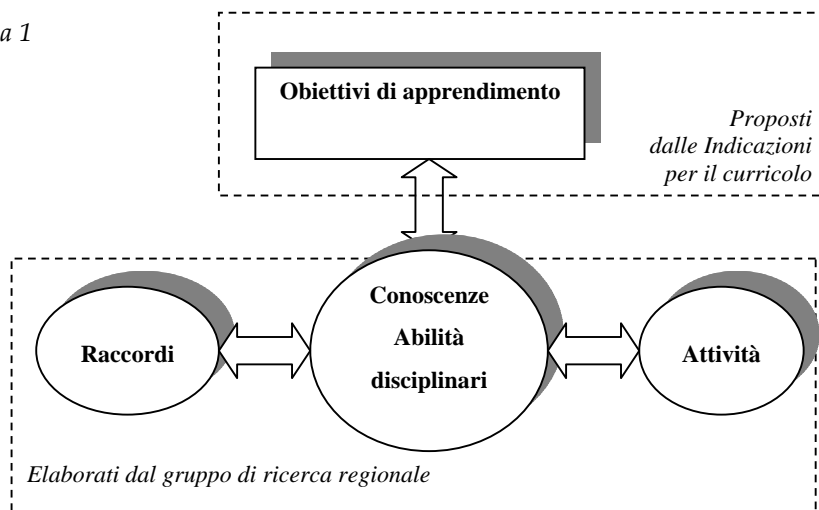 a 1
Obiettivi di apprendimento
Proposti
dalle Indicazioni
per il curricolo
Conoscenze
Abilità
disciplinari
Raccordi
Attività
Elaborati dal gruppo di ricerca regionale